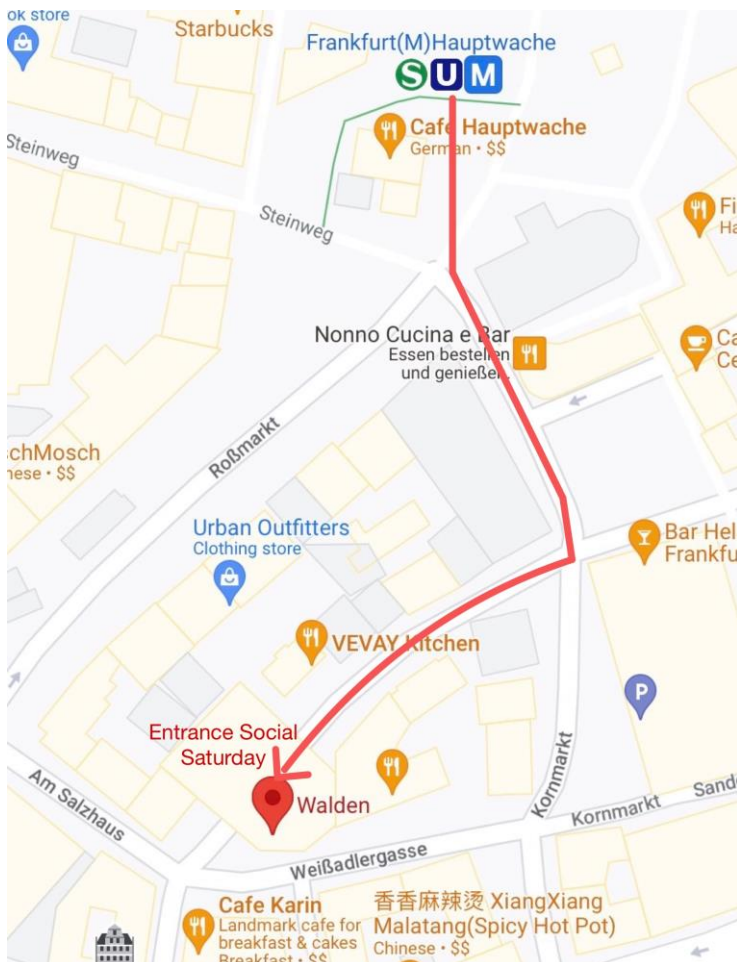 ok store
Starbucks
Frankfurt(M)Hauptwache
S U M
Cafe Hauptwache
German • $$
Steinweg
Steinweg
Fi
Ha
Nonno Cucina e Bar
Essen bestellen
und genießen.
Ca
Ce
Roßmarkt
chMosch
nese • $$
Urban Outfitters
Clothing store
Bar Hel
Frankfu
VEVAY Kitchen
P
Entrance Social
Saturday
Walden
Am Salzhaus
Kornmarkt
Kornmarkt
Sand
Weißadlergasse
Cafe Karin
Landmark cafe for
breakfast & cakes
Breakfast • $$
香香麻辣烫 XiangXiang
Malatang(Spicy Hot Pot)
Chinese • $$